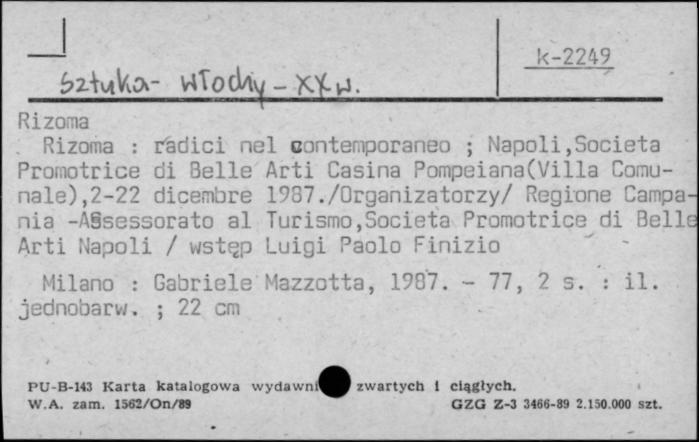 k-2249
Sztuka - Włochy - XX w.
Rizoma
Rizoma : radici nel contemporaneo ; Napoli,Societa
Promotrice di Belle Arti Casina Pompeiana(Villa Comu-
nale),2-22 dicembre 1987./Organizatorzy/ Regione Campa-
nia -Assessorato al Turismo,Societa Promotrice di Belle
Arti Napoli / wstęp Luigi Paolo Finizio
Milano : Gabriele Mazzotta, 1987. - 77, 2 s. : il.
jednobarw. ; 22 cm
PU-B-143 Karta katalogowa wydawni zwartych i ciągłych.
W.A. zam. 1562/On/89 GZG Z-3 3466-89 2.150.000 szt.